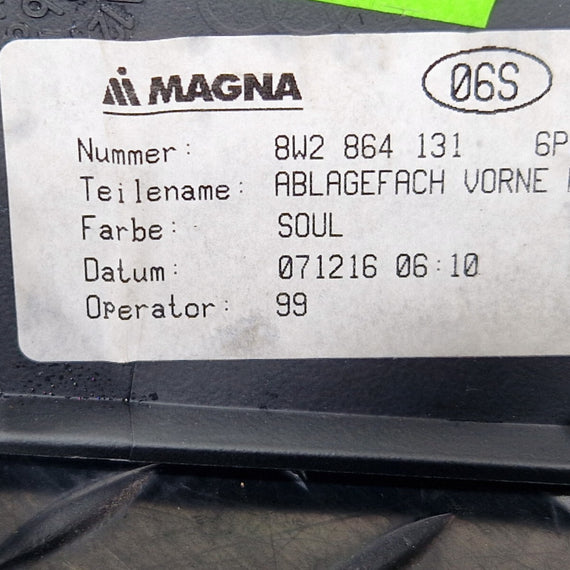 MAGNA
06S
Nummer: 8W2 864 131 6P
Teilename: ABLAGEFACH VORNE
Farbe: SOUL
Datum: 071216 06:10
Operator: 99